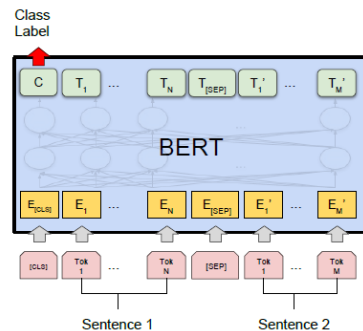 Class
Label
C T1 ... TN T[SEP] T1' ... TM'
BERT
E[CLS] E1 ... EN E[SEP] E1' ... EM'
[CLS] Tok 1 ... Tok N [SEP] Tok 1 ... Tok M
Sentence 1 Sentence 2